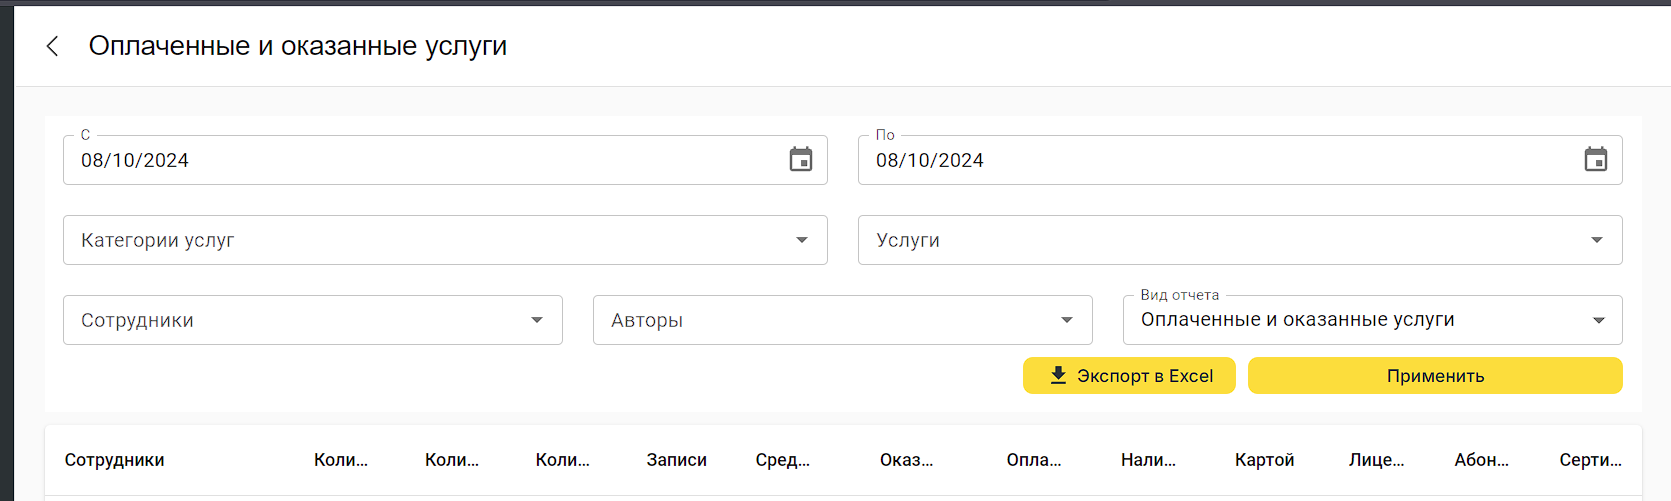 Оплаченные и оказанные услуги
С По
08/10/2024 08/10/2024
Категории услуг Услуги
Вид отчета
Сотрудники Авторы Оплаченные и оказанные услуги
Экспорт в Excel Применить
Сотрудники Коли... Коли... Коли... Записи Сред... Оказ... Опла... Нали... Картой Лице... Абон... Серти...